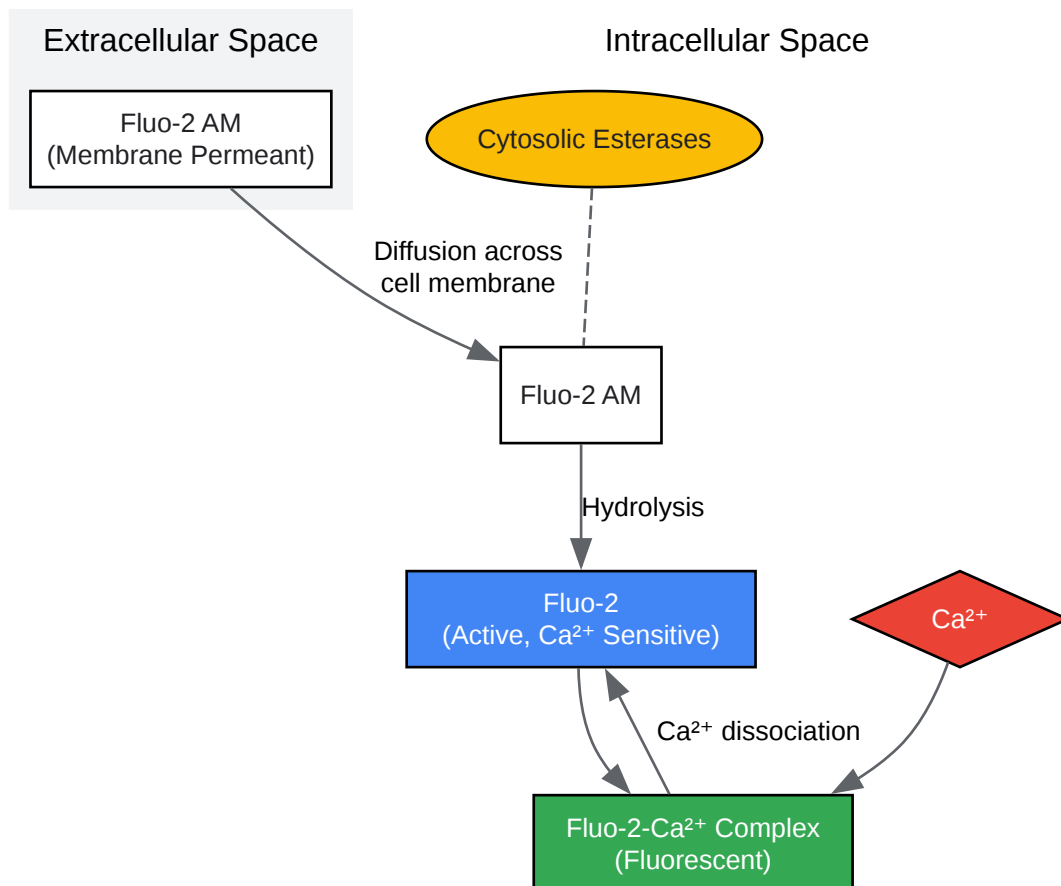 Extracellular Space
Intracellular Space
Fluo-2 AM
(Membrane Permeant)
Cytosolic Esterases
Diffusion across
cell membrane
Fluo-2 AM
Hydrolysis
Fluo-2
(Active, Ca²⁺ Sensitive)
Ca²⁺
Ca²⁺ dissociation
Fluo-2-Ca²⁺ Complex
(Fluorescent)